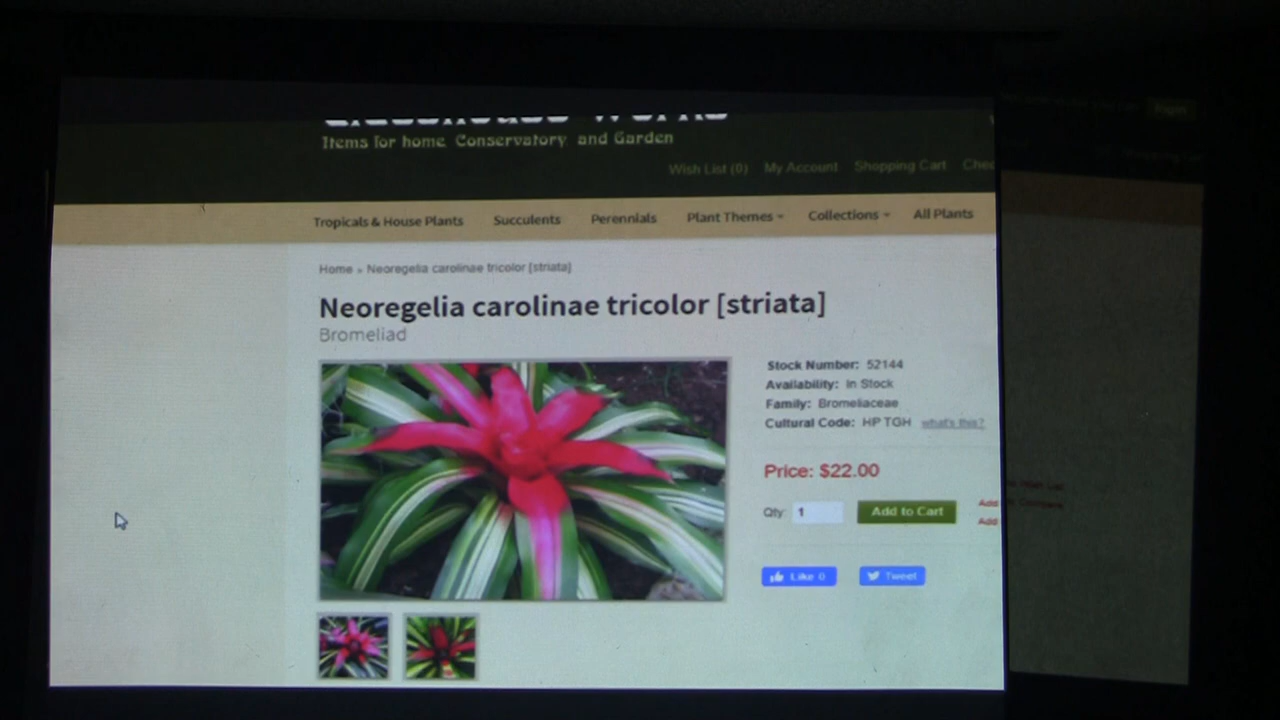 Items for home Conservatory and Garden
Wish List (0) My Account Shopping Cart
Tropicals & House Plants Succulents Perennials Plant Themes Collections All Plants
Home » Neoregelia carolinae tricolor [striata]
Neoregelia carolinae tricolor [striata]
Bromeliad
Stock Number: 52144
Availability: In Stock
Family: Bromeliaceae
Cultural Code: HP TGH what's this?
Price: $22.00
Qty: 1 Add to Cart
Add
Add
Like 0 Tweet